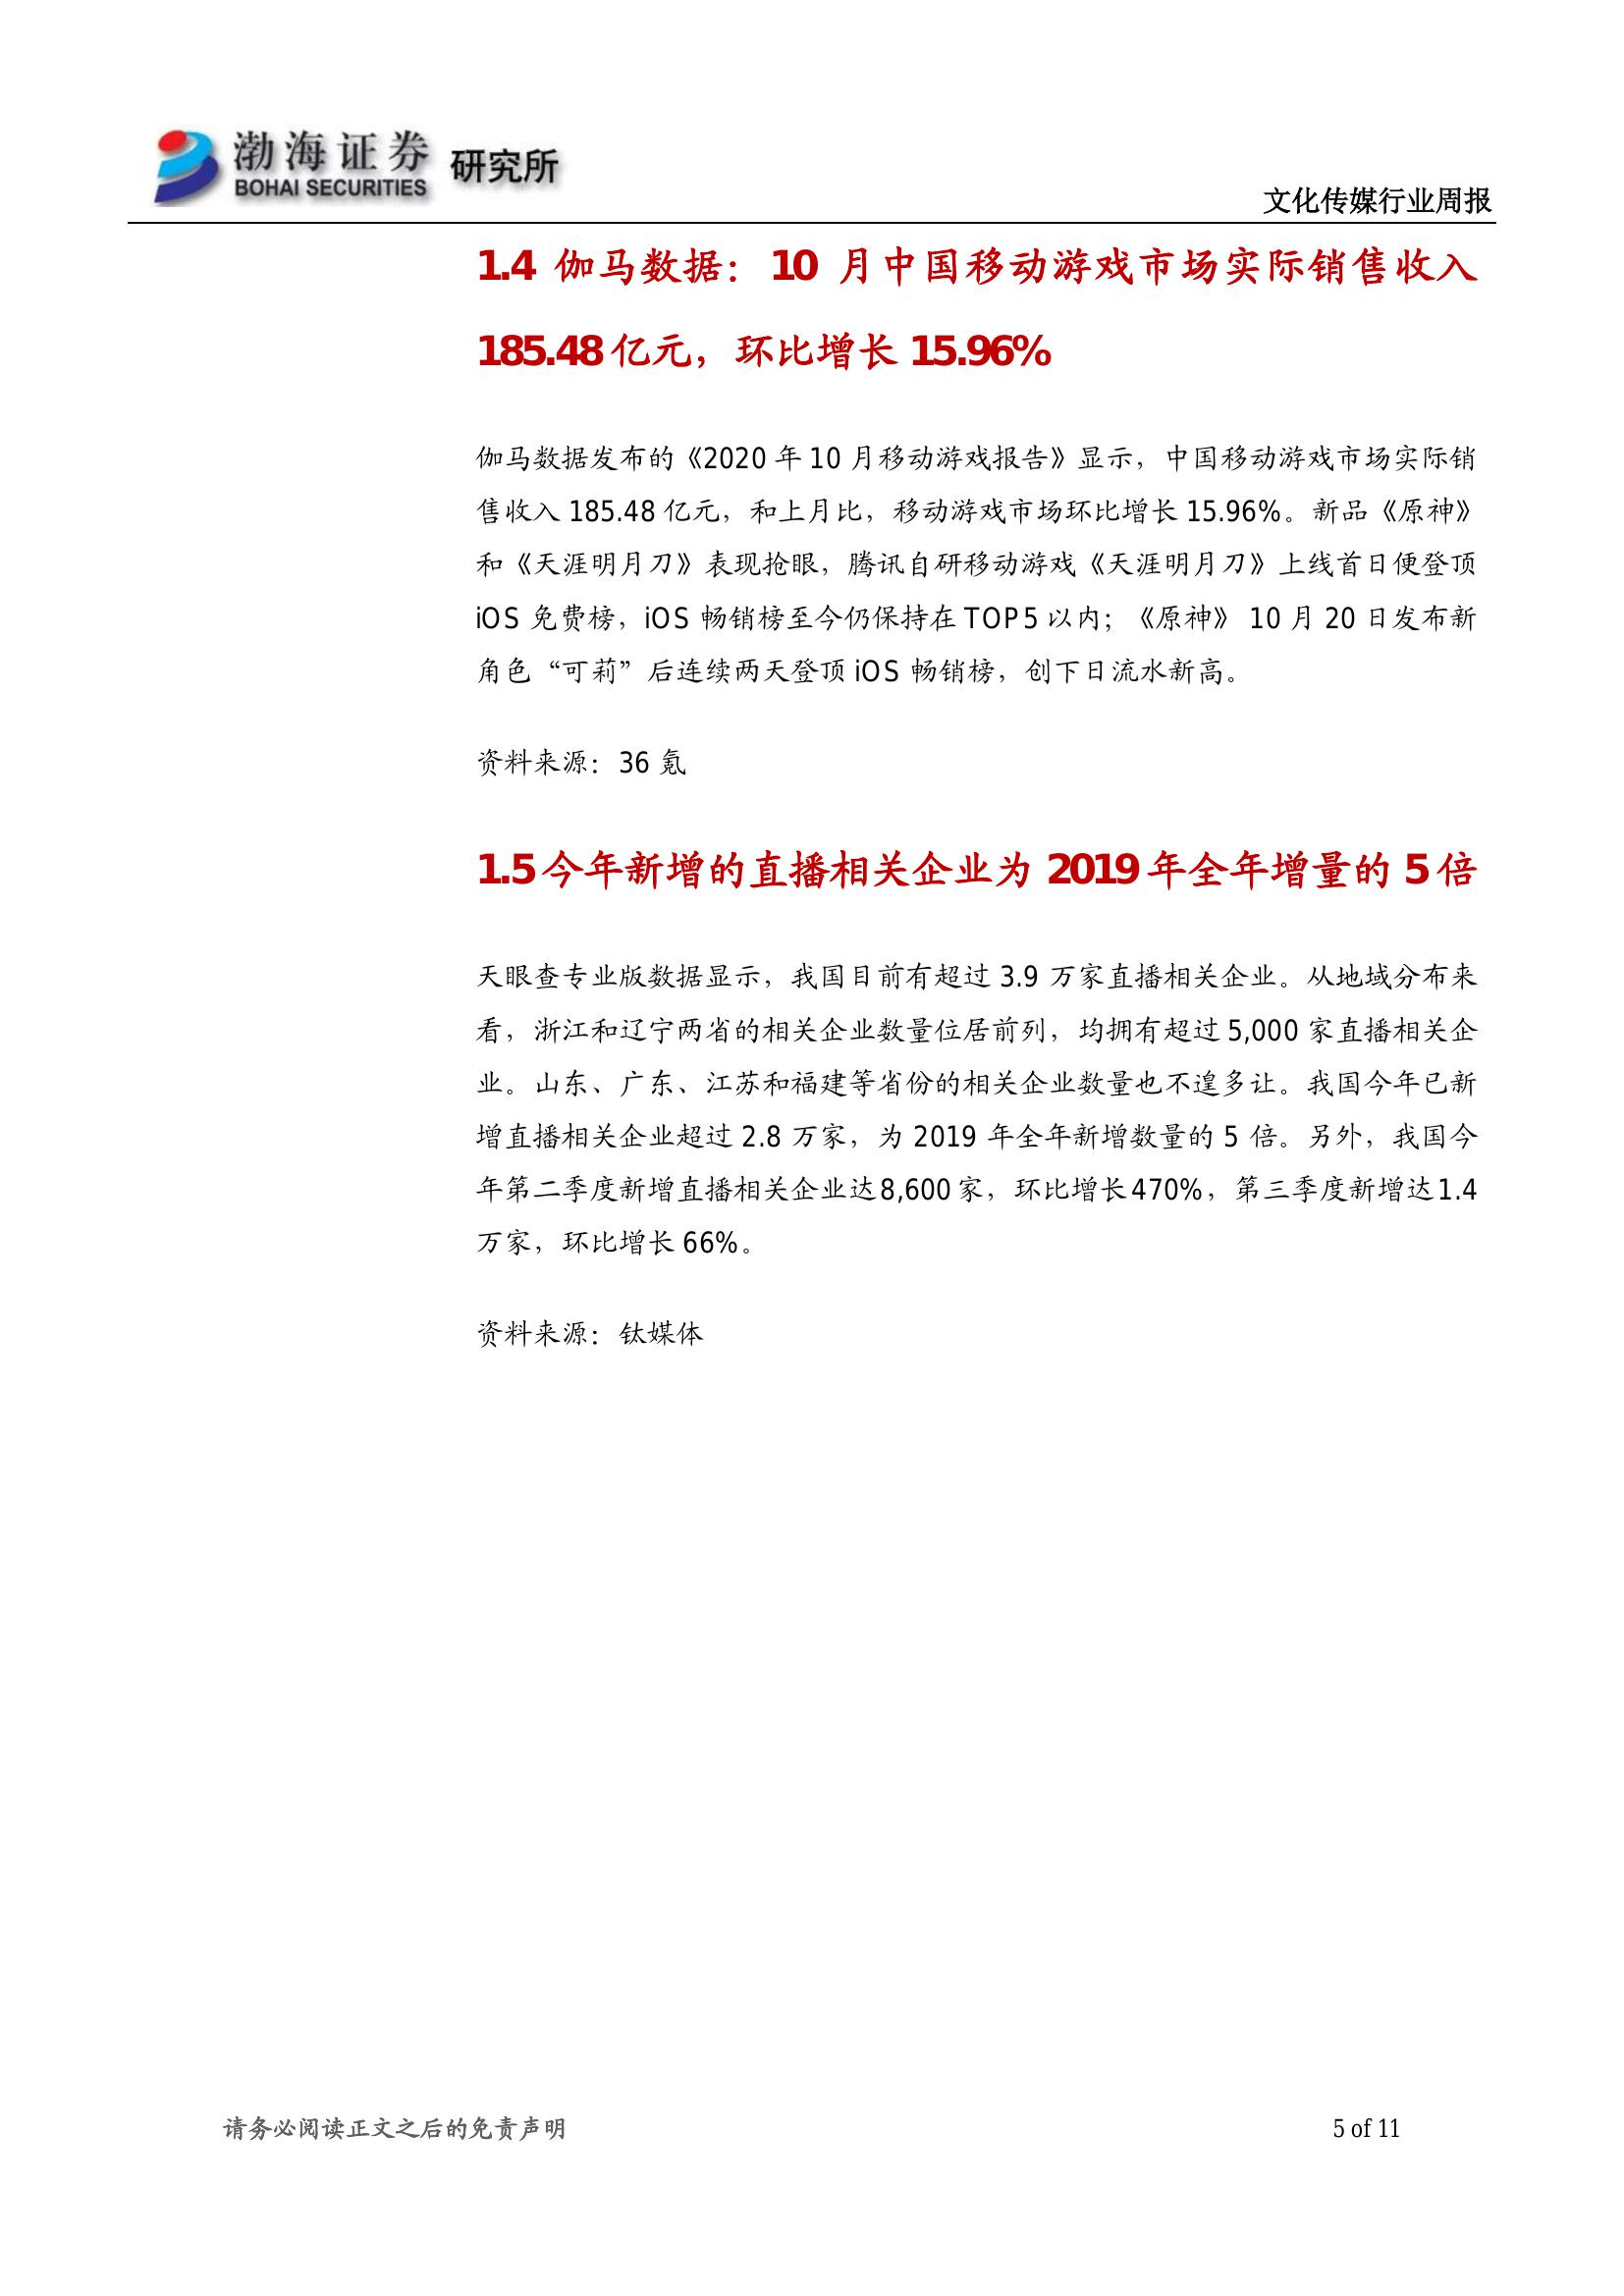 渤海证券
BOHAI SECURITIES
研究所
文化传媒行业周报
1.4 伽马数据：10 月中国移动游戏市场实际销售收入
185.48 亿元，环比增长 15.96%
伽马数据发布的《2020 年 10 月移动游戏报告》显示，中国移动游戏市场实际销
售收入 185.48 亿元，和上月比，移动游戏市场环比增长 15.96%。新品《原神》
和《天涯明月刀》表现抢眼，腾讯自研移动游戏《天涯明月刀》上线首日便登顶
iOS 免费榜，iOS 畅销榜至今仍保持在 TOP5 以内；《原神》 10 月 20 日发布新
角色“可莉”后连续两天登顶 iOS 畅销榜，创下日流水新高。
资料来源：36 氪
1.5 今年新增的直播相关企业为 2019 年全年增量的 5 倍
天眼查专业版数据显示，我国目前有超过 3.9 万家直播相关企业。从地域分布来
看，浙江和辽宁两省的相关企业数量位居前列，均拥有超过 5,000 家直播相关企
业。山东、广东、江苏和福建等省份的相关企业数量也不遑多让。我国今年已新
增直播相关企业超过 2.8 万家，为 2019 年全年新增数量的 5 倍。另外，我国今
年第二季度新增直播相关企业达 8,600 家，环比增长 470%，第三季度新增达 1.4
万家，环比增长 66%。
资料来源：钛媒体
请务必阅读正文之后的免责声明
5 of 11